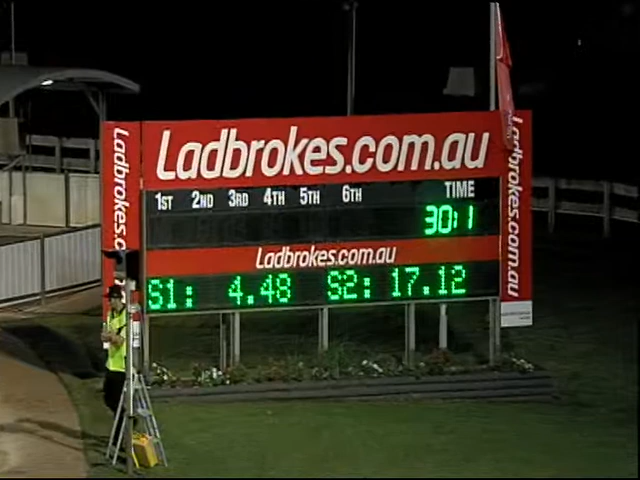 Ladbrokes.com.au
1ST 2ND 3RD 4TH 5TH 6TH TIME
30:1
Ladbrokes.com.au
S1: 4.48 S2: 17.12
Ladbrokes.c
Ladbrokes.com.au